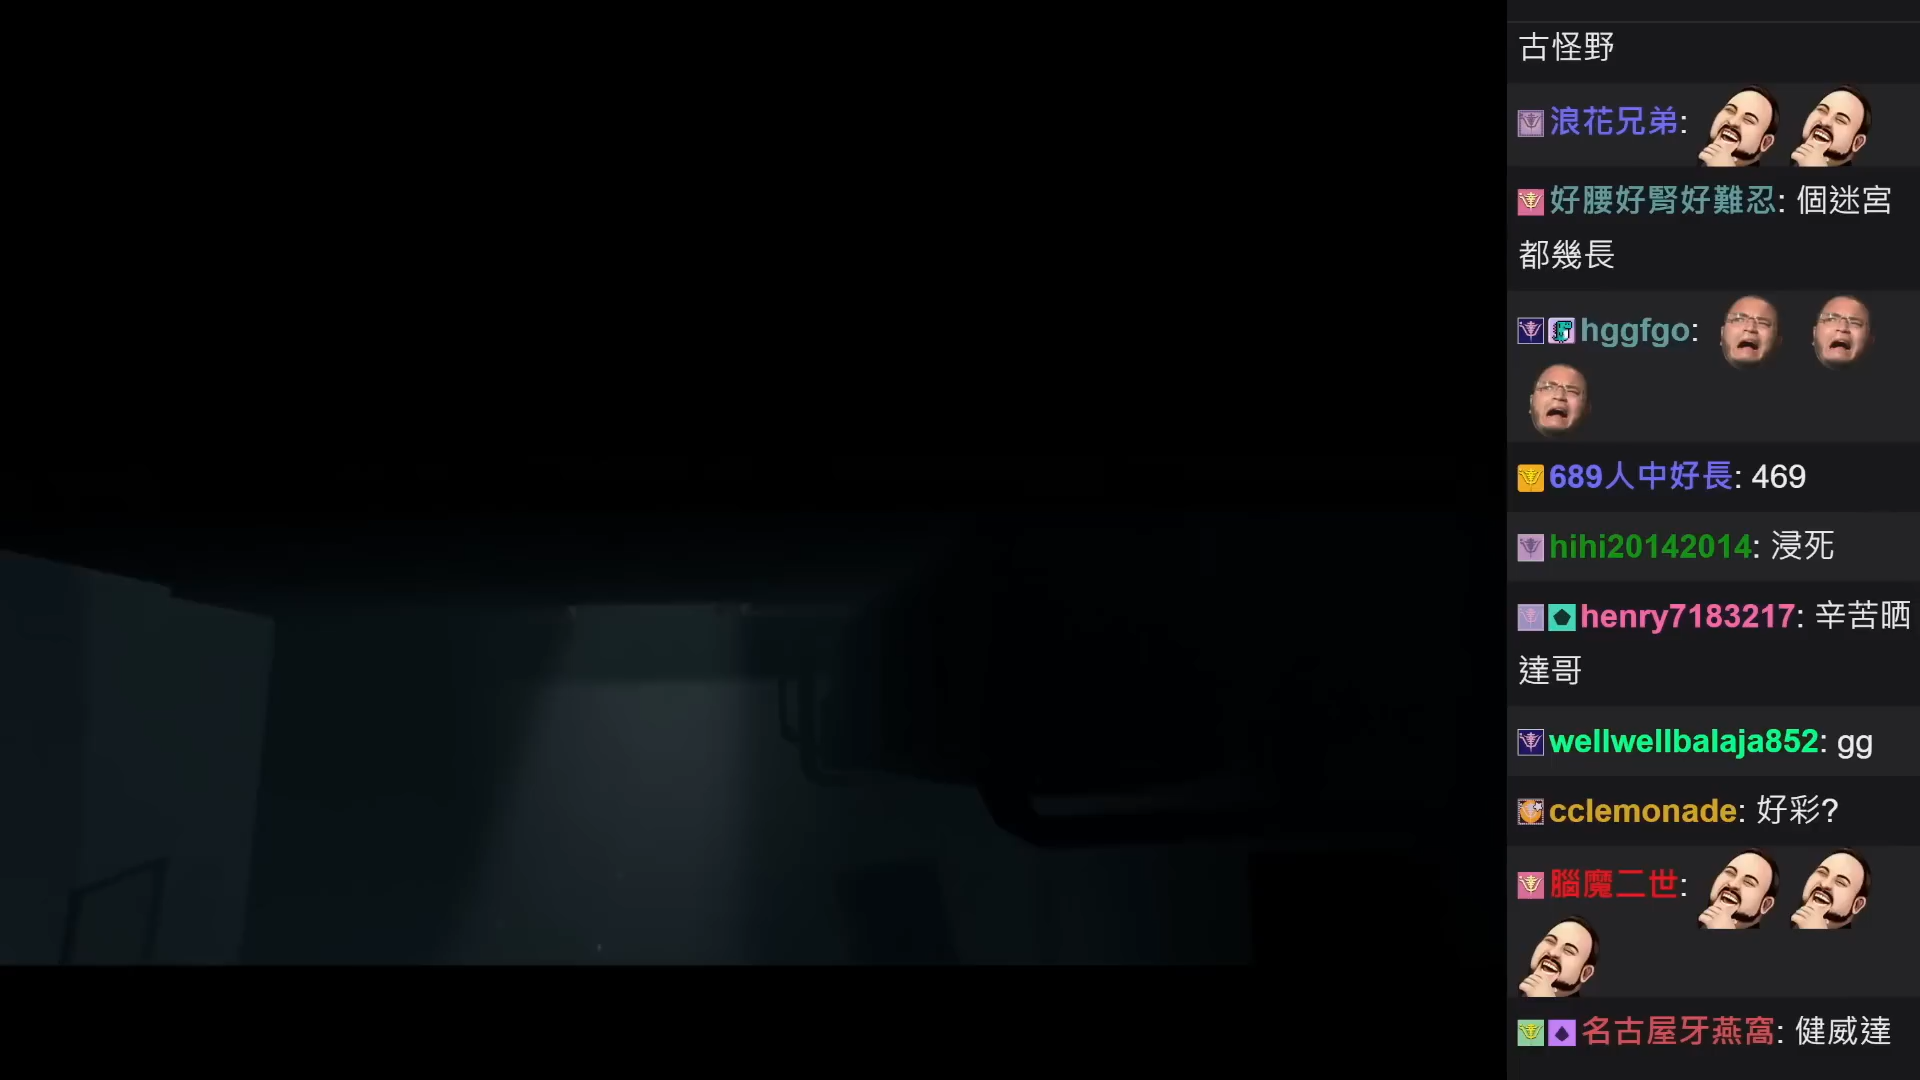 古怪野
浪花兄弟:
好腰好腎好難忍: 個迷宮
都幾長
hggfgo:
689人中好長: 469
hihi20142014: 浸死
henry7183217: 辛苦晒
達哥
wellwellbalaja852: gg
cclemonade: 好彩?
腦魔二世:
名古屋牙燕窩: 健威達